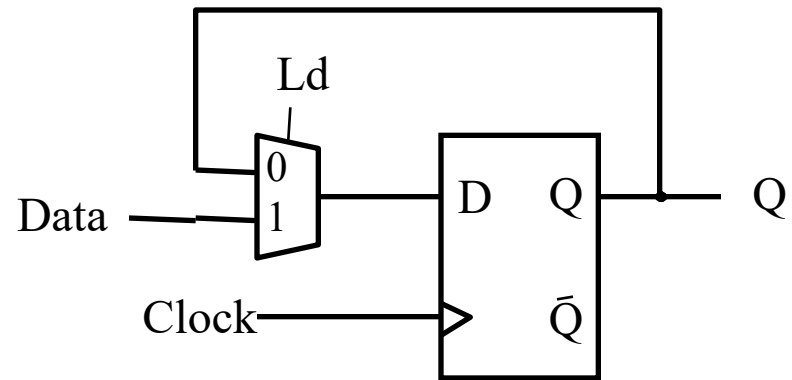 Ld
0
D Q Q
Data 1
Clock Q̄